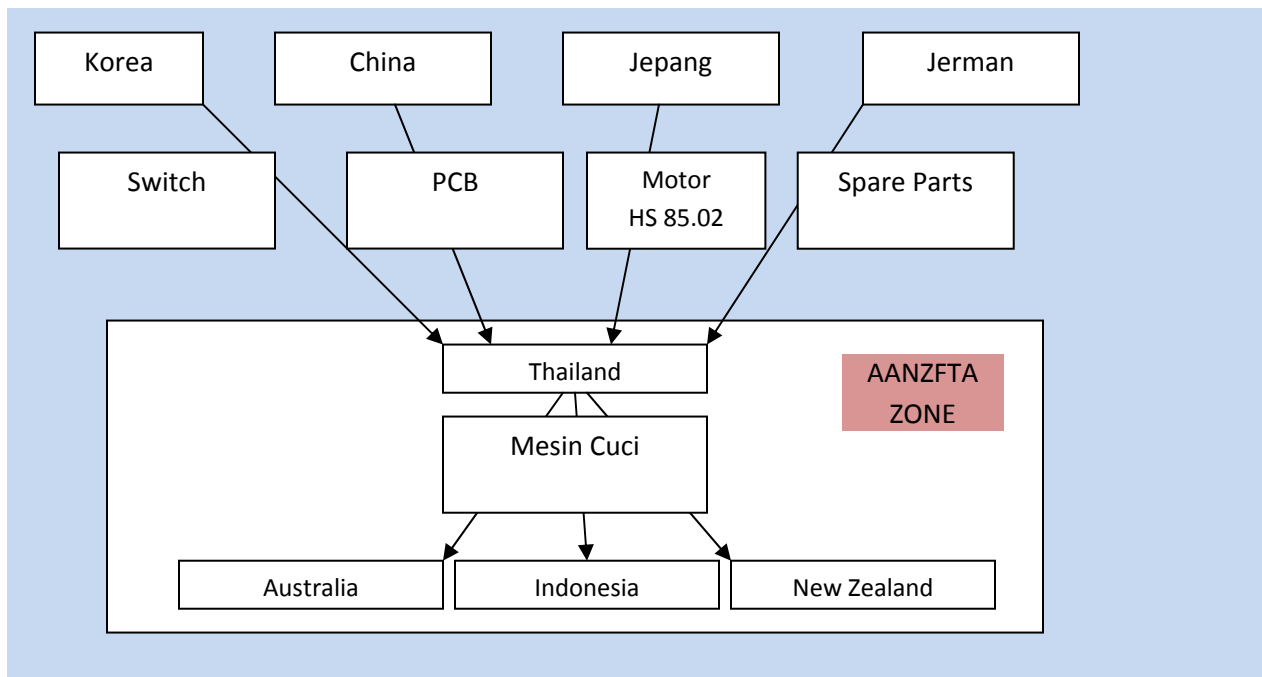 Korea
China
Jepang
Jerman
Switch
PCB
Motor
HS 85.02
Spare Parts
Thailand
AANZFTA
ZONE
Mesin Cuci
Australia
Indonesia
New Zealand